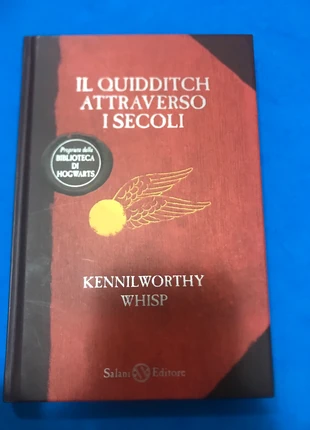 IL QUIDDITCH
ATTRAVERSO
I SECOLI
Proprietà della
BIBLIOTECA
DI
HOGWARTS
KENNILWORTHY
WHISP
Salani Editore